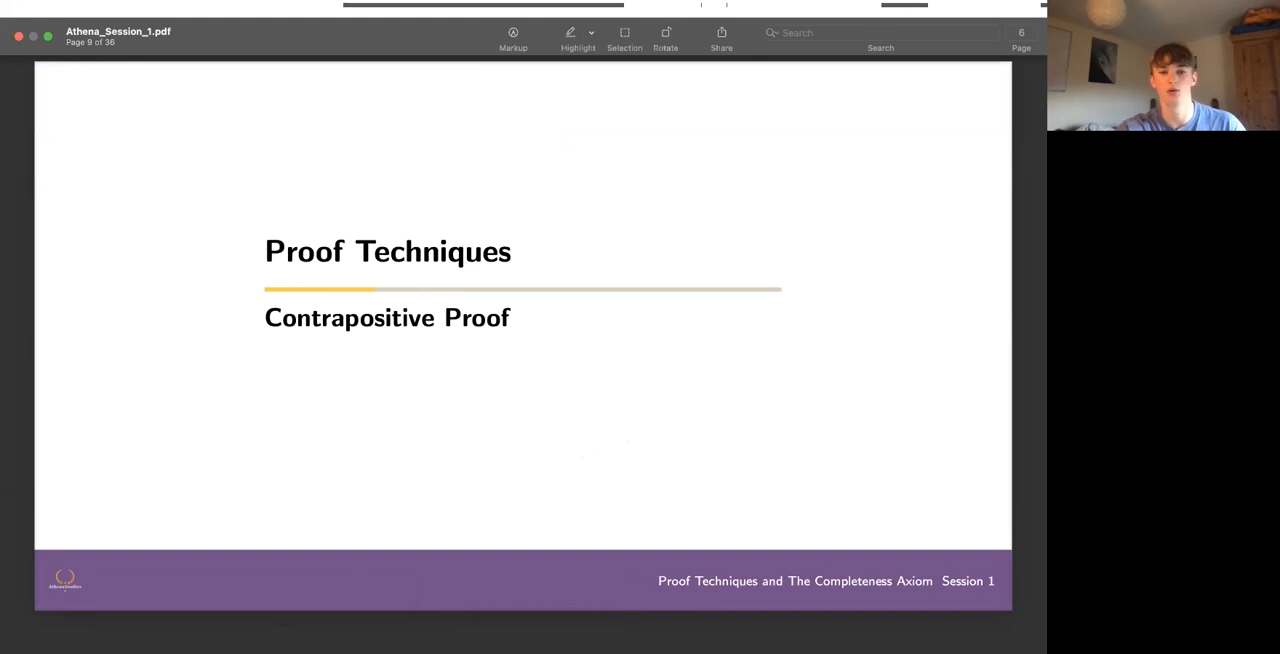 Athena_Session_1.pdf
Page 9 of 36
Markup
Highlight
Selection
Rotate
Share
Search
Search
6
Page
Proof Techniques
Contrapositive Proof
AthenaStudies
Proof Techniques and The Completeness Axiom Session 1